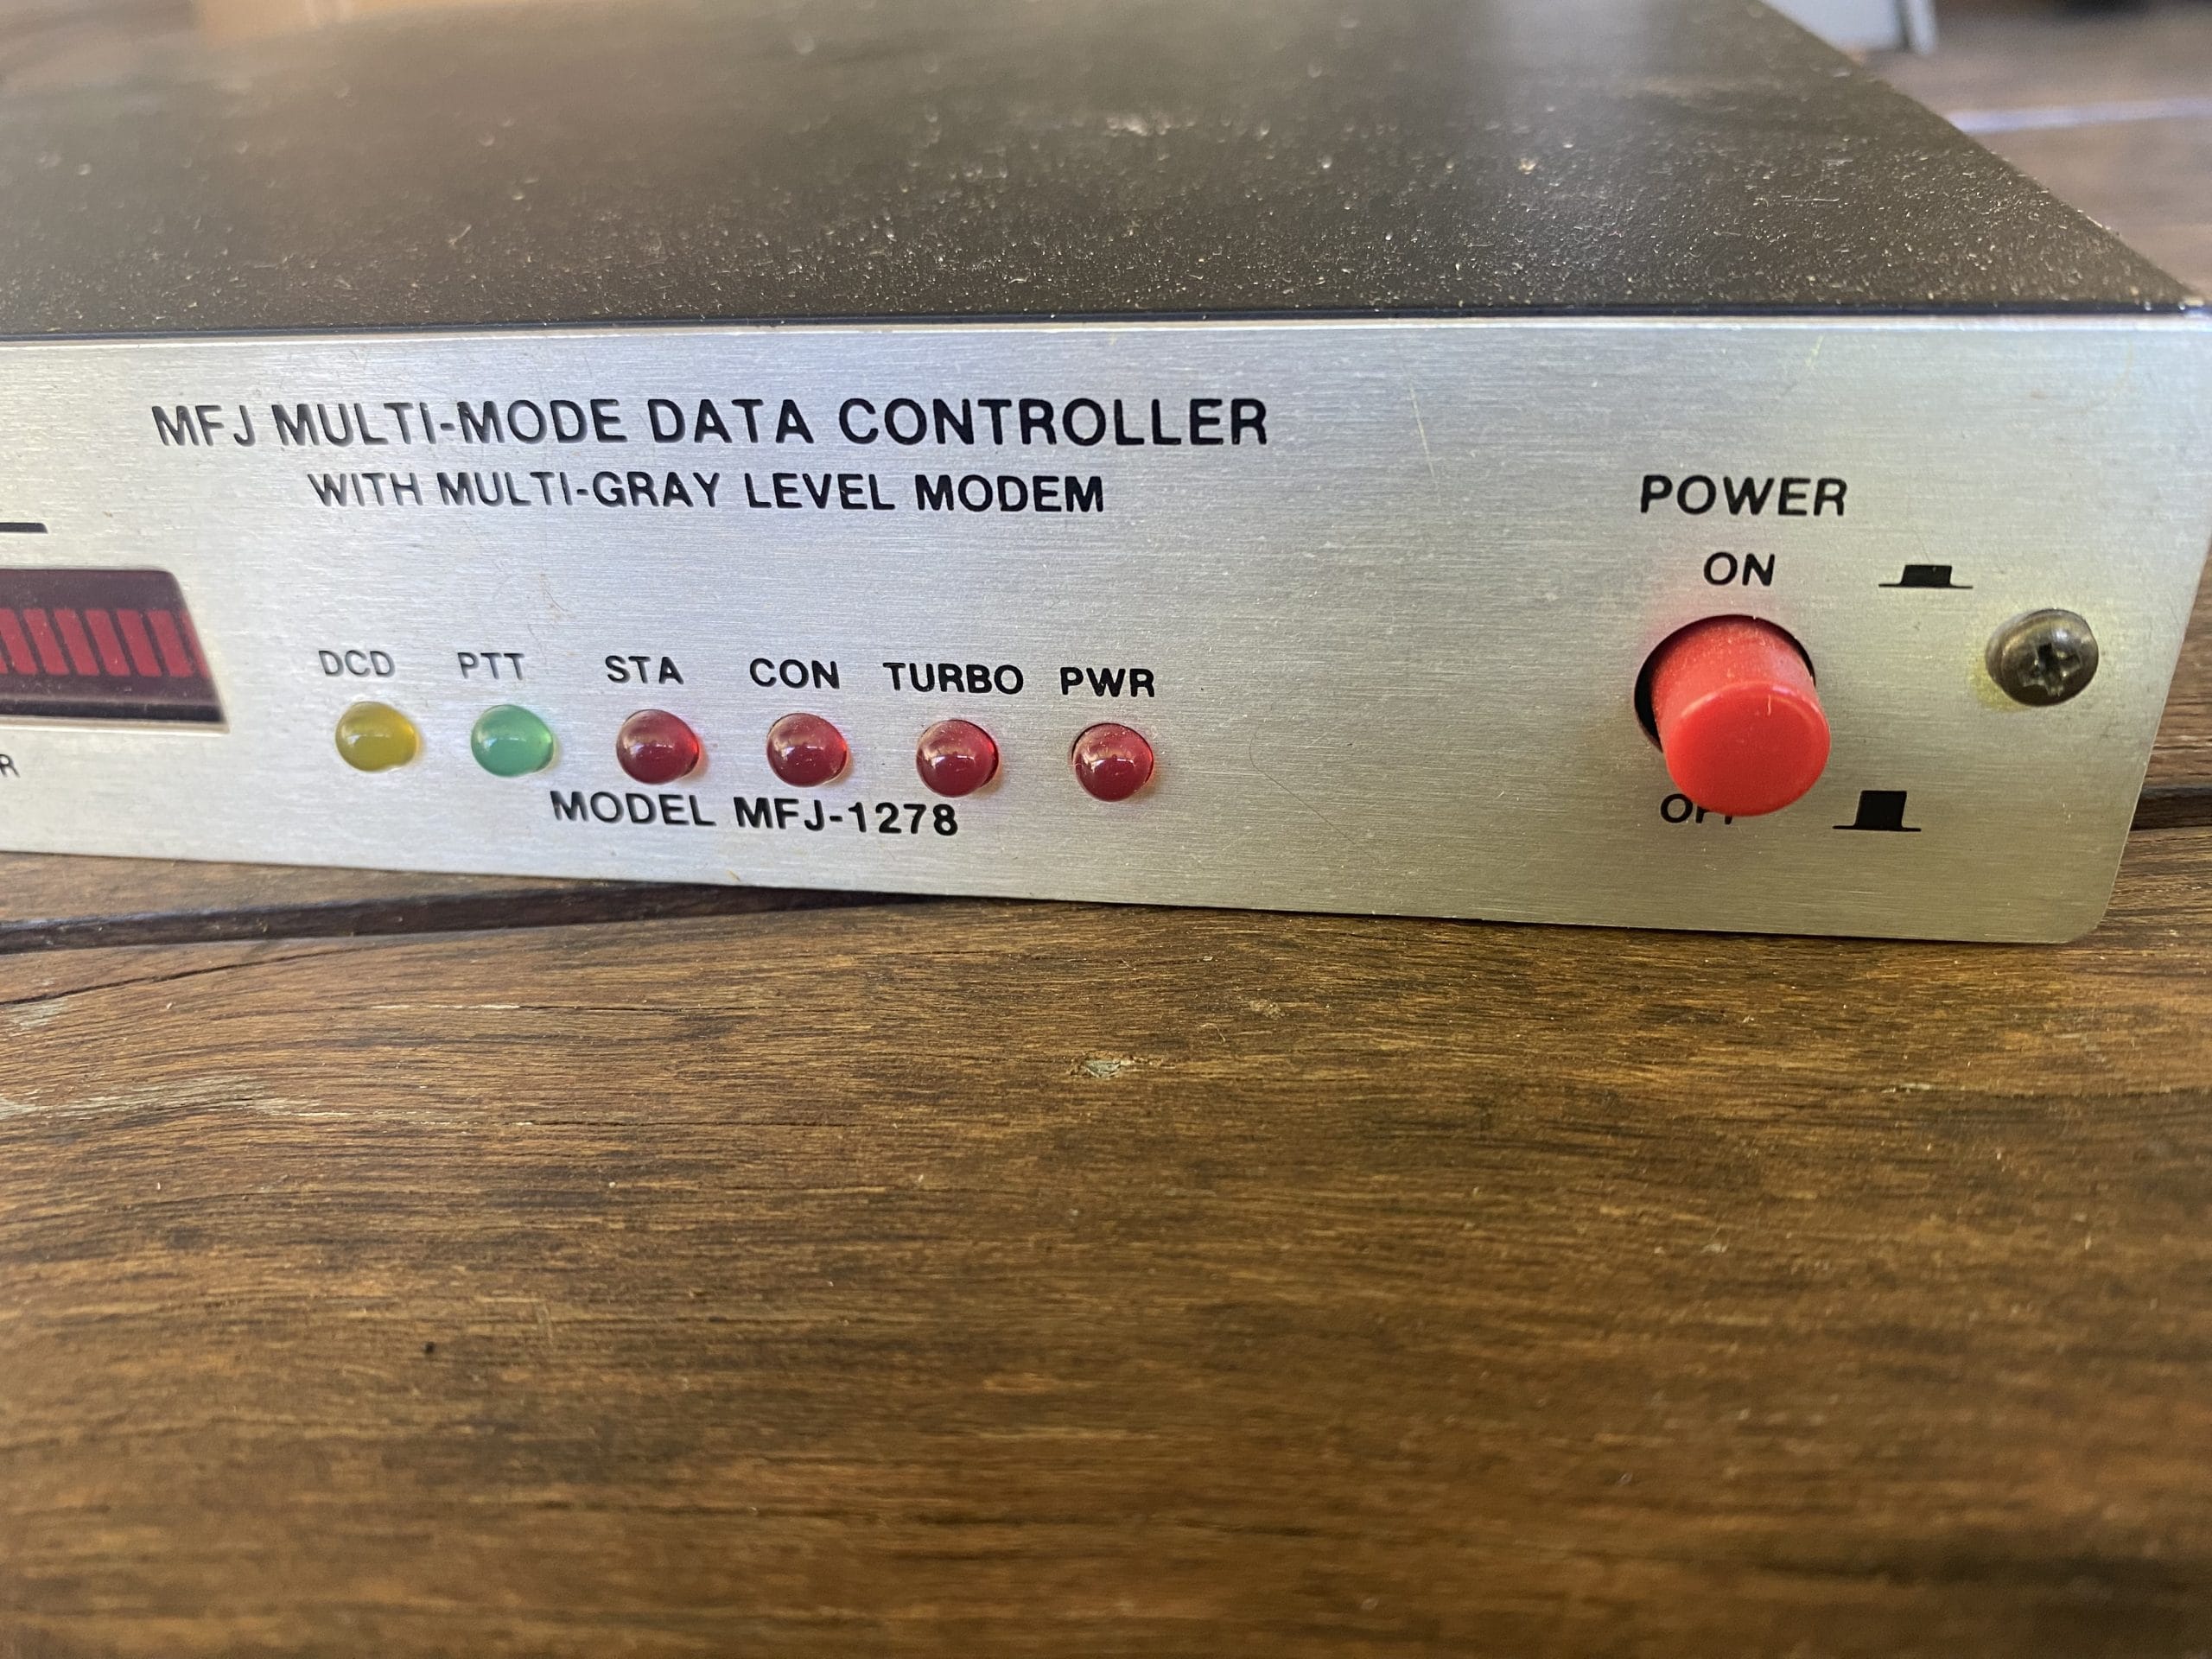 MFJ MULTI-MODE DATA CONTROLLER
WITH MULTI-GRAY LEVEL MODEM
POWER
ON
DCD PTT STA CON TURBO PWR
R
OFF
MODEL MFJ-1278